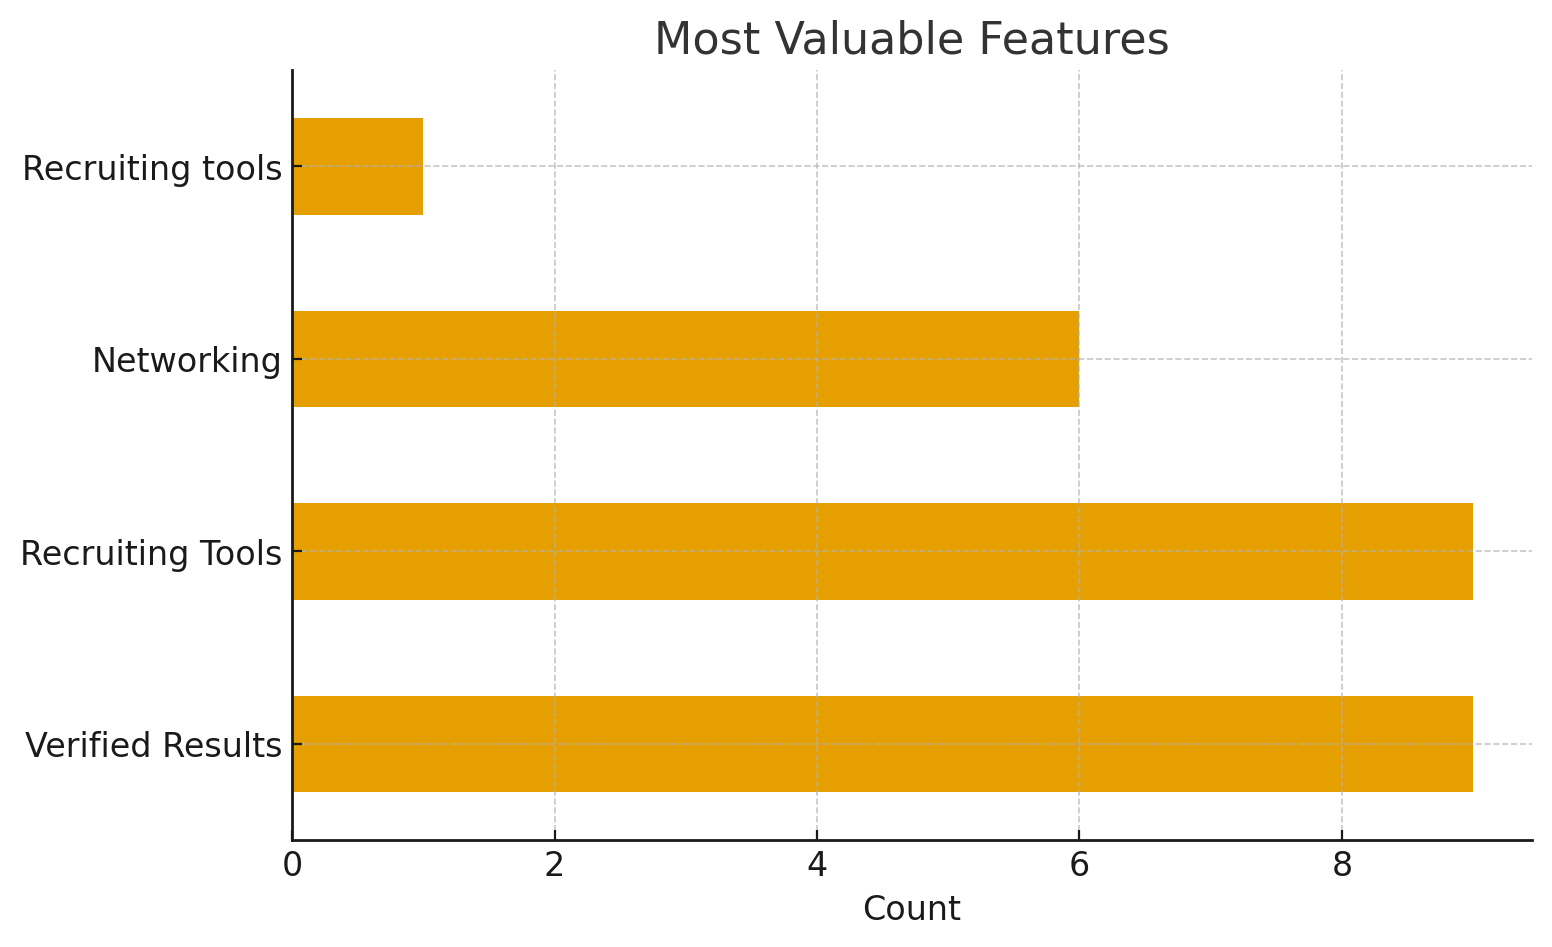 Most Valuable Features
Recruiting tools
Networking
Recruiting Tools
Verified Results
0 2 4 6 8
Count